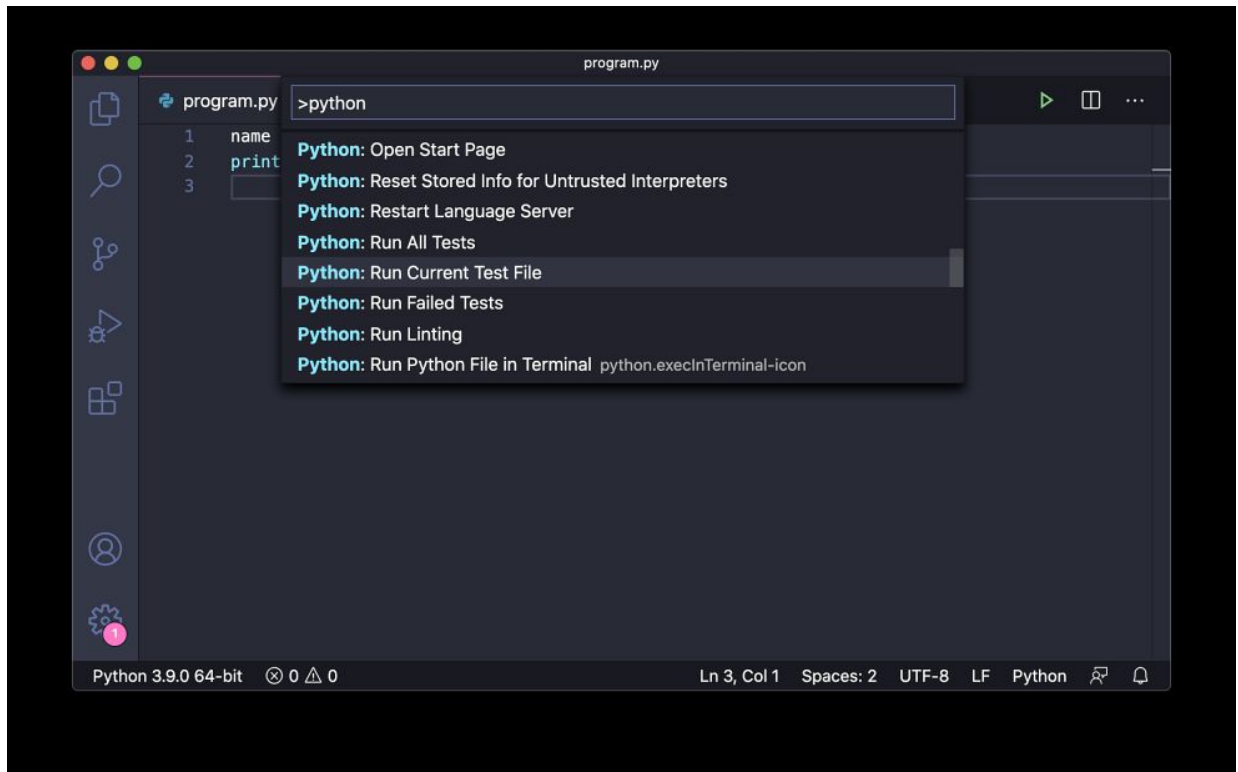 program.py
program.py
>python
1 name
2 print
3
Python: Open Start Page
Python: Reset Stored Info for Untrusted Interpreters
Python: Restart Language Server
Python: Run All Tests
Python: Run Current Test File
Python: Run Failed Tests
Python: Run Linting
Python: Run Python File in Terminal python.execInTerminal-icon
1
Python 3.9.0 64-bit 0 0 Ln 3, Col 1 Spaces: 2 UTF-8 LF Python